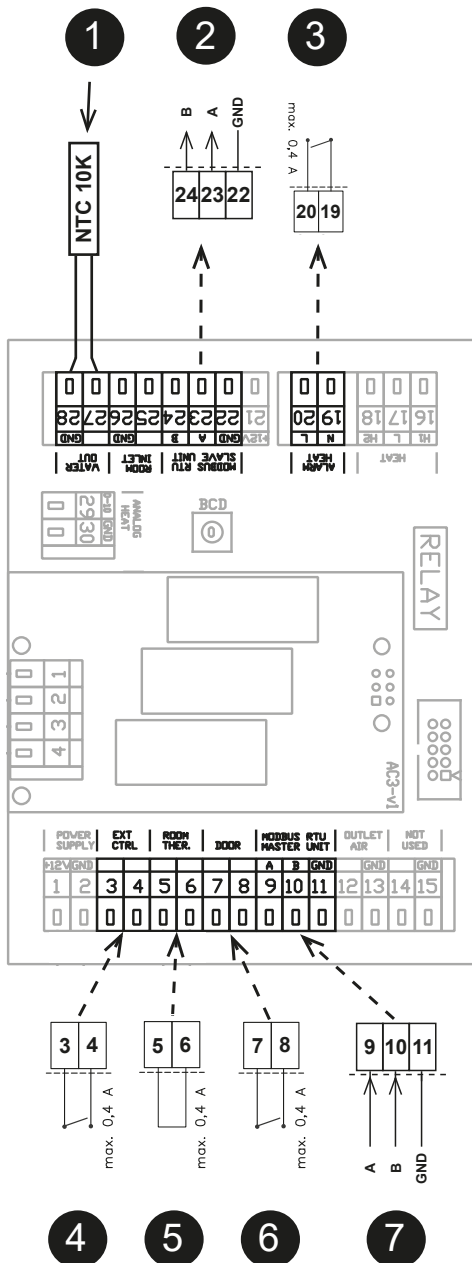 1
2
3
B
A
GND
24 23 22
max. 0,4 A
20 19
NTC 10K
28 27 26 25 24 23 22 21
GND GND B A GND +12V
WATER OUT
ROOM INLET
MODBUS RTU
SLAVE UNIT
20 19 18 17 16
L N H2 L H1
ALARM
HEAT
HEAT
29 30
0-10 GND
ANALOG
HEAT
BCD
RELAY
1
2
3
4
AC3-v1
POWER SUPPLY
EXT CTRL
ROOM THER.
DOOR
MODBUS RTU
MASTER UNIT
OUTLET AIR
NOT USED
+12V GND A B GND GND GND
1 2 3 4 5 6 7 8 9 10 11 12 13 14 15
3 4
max. 0,4 A
5 6
max. 0,4 A
7 8
max. 0,4 A
9 10 11
A
B
GND
4
5
6
7